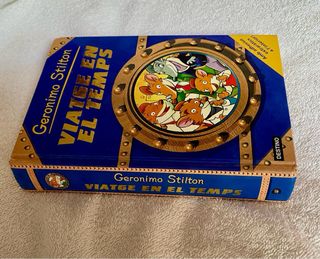 Geronimo Stilton
VIATGE EN
EL TEMPS
DESTINO
Geronimo Stilton
VIATGE EN EL TEMPS